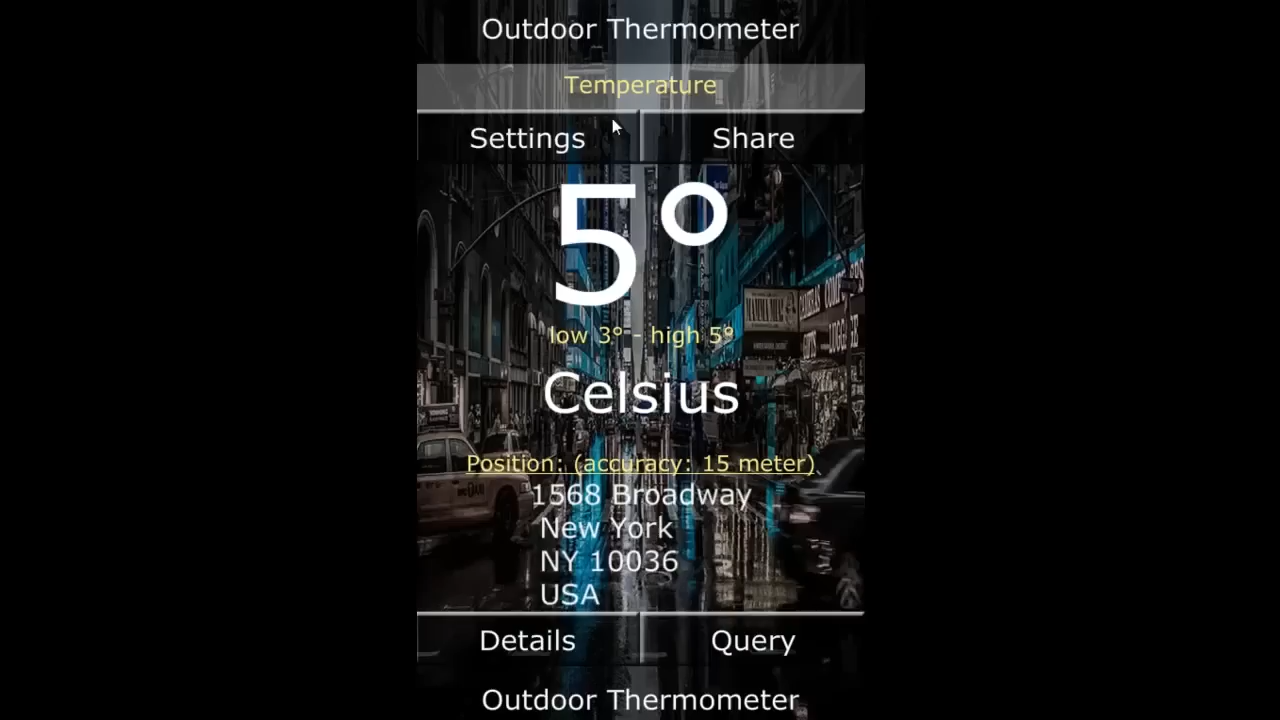 Outdoor Thermometer
Temperature
Settings Share
5°
low 3° - high 5°
Celsius
Position: (accuracy: 15 meter)
1568 Broadway
New York
NY 10036
USA
Details Query
Outdoor Thermometer